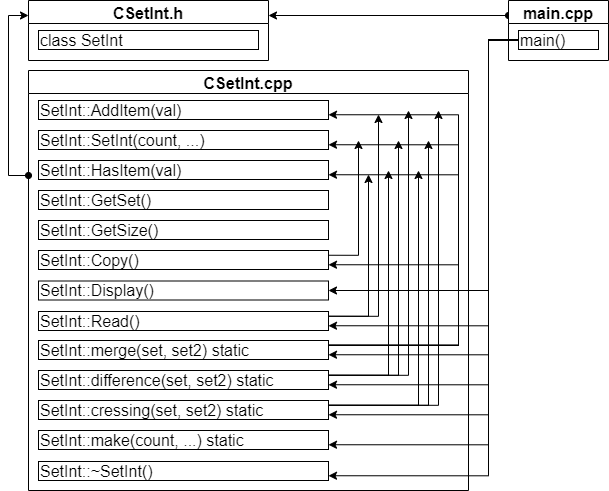 CSetInt.h
class SetInt
main.cpp
main()
CSetInt.cpp
SetInt::AddItem(val)
SetInt::SetInt(count, ...)
SetInt::HasItem(val)
SetInt::GetSet()
SetInt::GetSize()
SetInt::Copy()
SetInt::Display()
SetInt::Read()
SetInt::merge(set, set2) static
SetInt::difference(set, set2) static
SetInt::cressing(set, set2) static
SetInt::make(count, ...) static
SetInt::~SetInt()